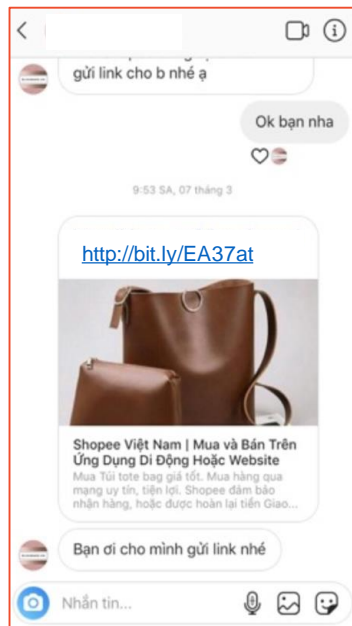 gửi link cho b nhé ạ
Ok bạn nha
9:53 SA, 07 tháng 3
http://bit.ly/EA37at
Shopee Việt Nam | Mua và Bán Trên
Ứng Dụng Di Động Hoặc Website
Mua Túi tote bag giá tốt. Mua hàng qua
mạng uy tín, tiện lợi. Shopee đảm bảo
nhận hàng, hoặc được hoàn lại tiền Giao...
Bạn ơi cho mình gửi link nhé
Nhắn tin...